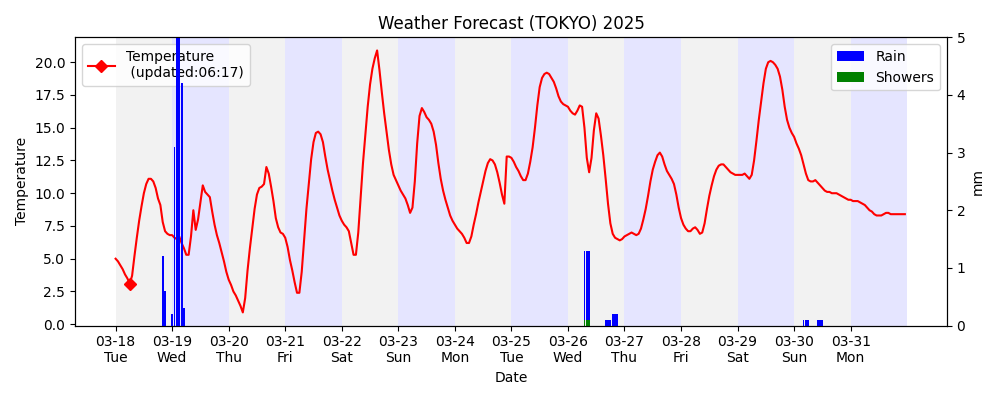 Weather Forecast (TOKYO) 2025
Temperature
(updated:06:17)
Rain
Showers
Temperature
20.0
17.5
15.0
12.5
10.0
7.5
5.0
2.5
0.0
5
4
3
2
1
0
mm
03-18 03-19 03-20 03-21 03-22 03-23 03-24 03-25 03-26 03-27 03-28 03-29 03-30 03-31
Tue Wed Thu Fri Sat Sun Mon Tue Wed Thu Fri Sat Sun Mon
Date